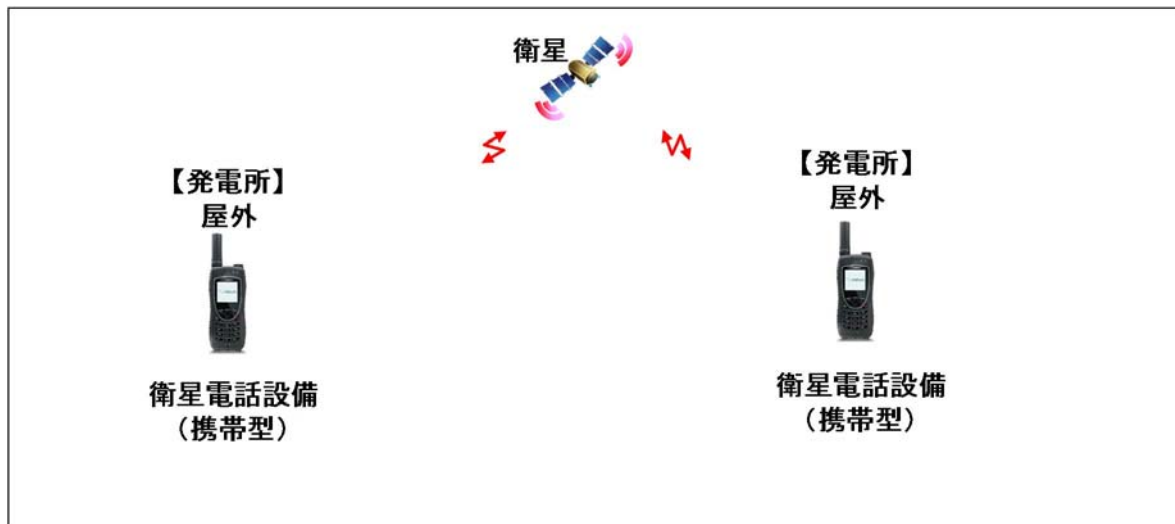 衛星
【発電所】
屋外
衛星電話設備
（携帯型）
【発電所】
屋外
衛星電話設備
（携帯型）